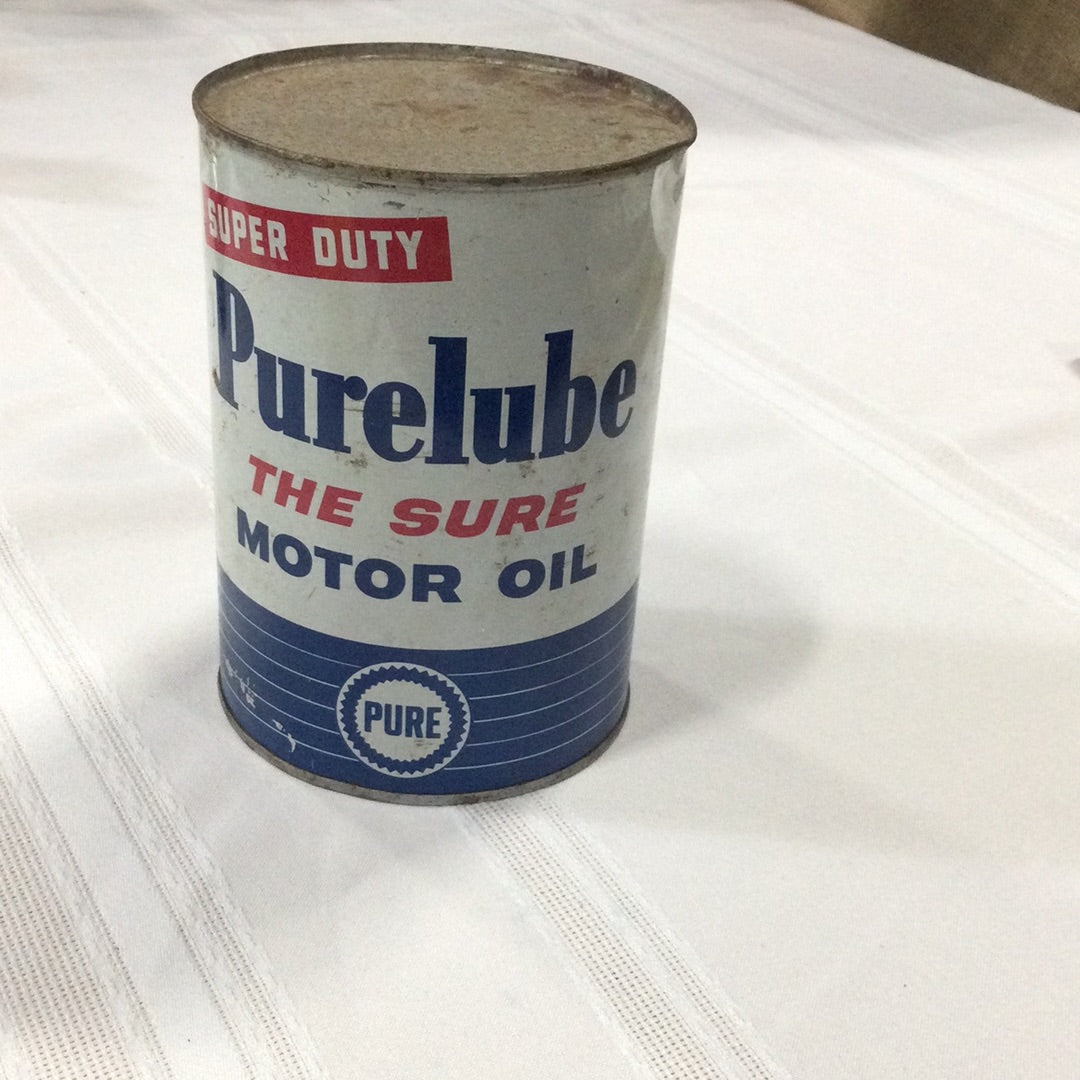 SUPER DUTY
Purelube
THE SURE
MOTOR OIL
PURE